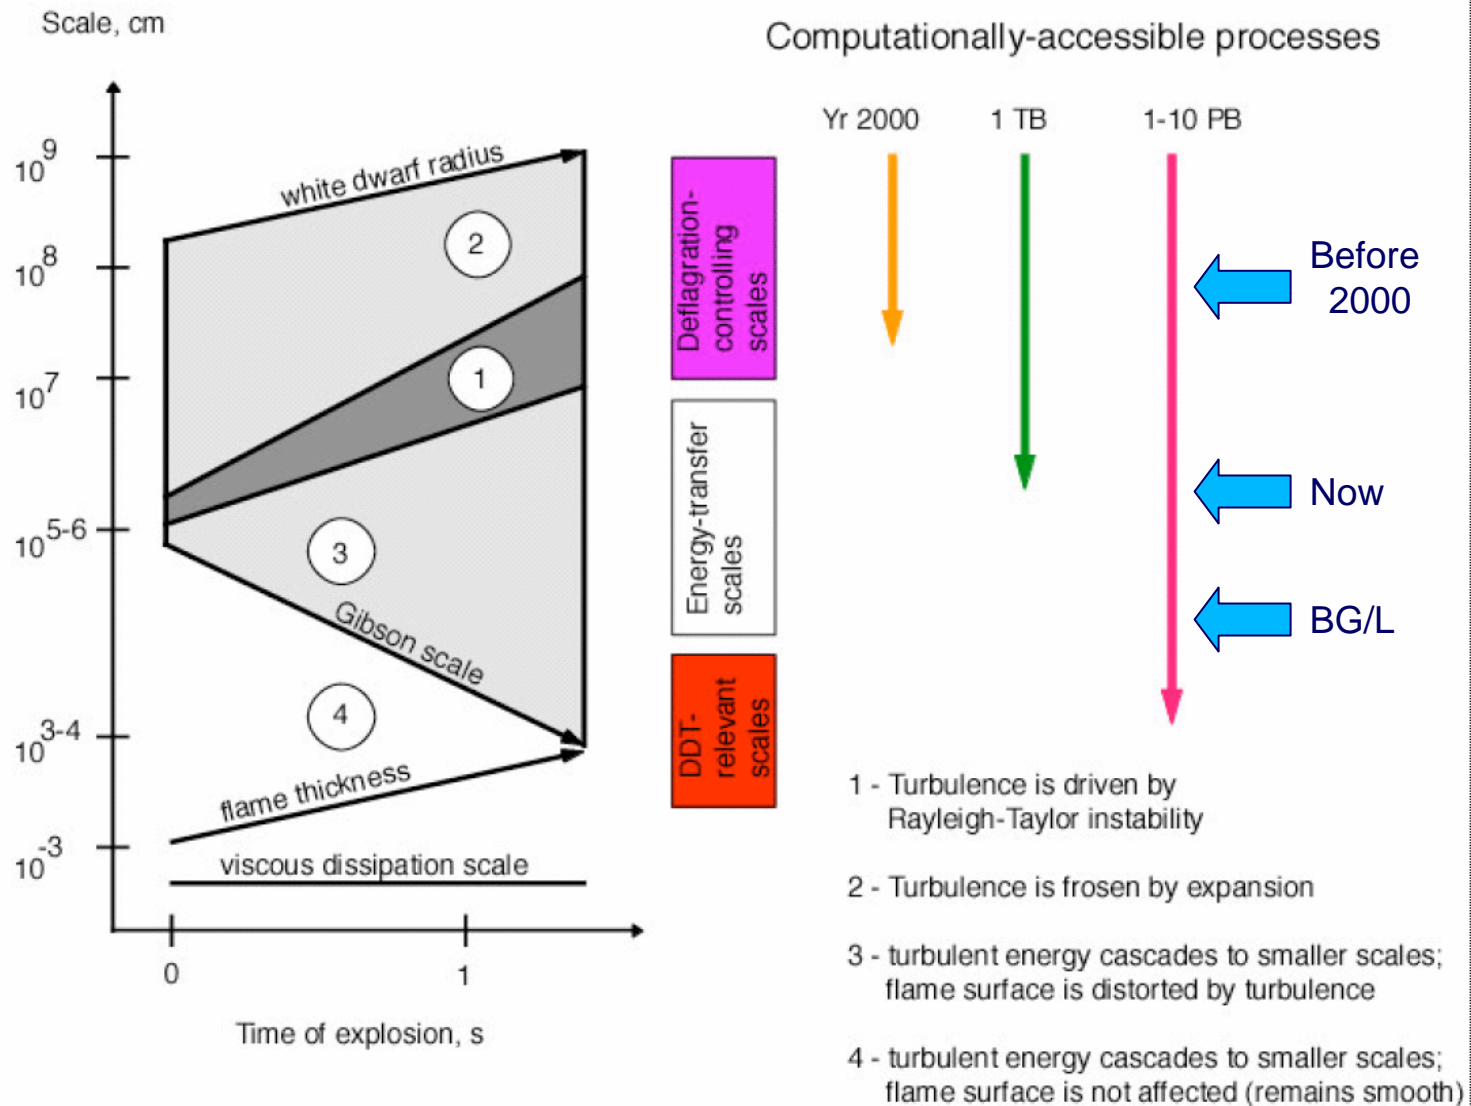 Scale, cm
Computationally-accessible processes
Yr 2000
1 TB
1-10 PB
10^9
10^8
10^7
10^5-6
10^3-4
10^-3
white dwarf radius
2
1
3
Gibson scale
4
flame thickness
viscous dissipation scale
0
1
Time of explosion, s
Deflagration-
controlling
scales
Energy-transfer
scales
DDT-
relevant
scales
Before
2000
Now
BG/L
1 - Turbulence is driven by
Rayleigh-Taylor instability
2 - Turbulence is frosen by expansion
3 - turbulent energy cascades to smaller scales;
flame surface is distorted by turbulence
4 - turbulent energy cascades to smaller scales;
flame surface is not affected (remains smooth)